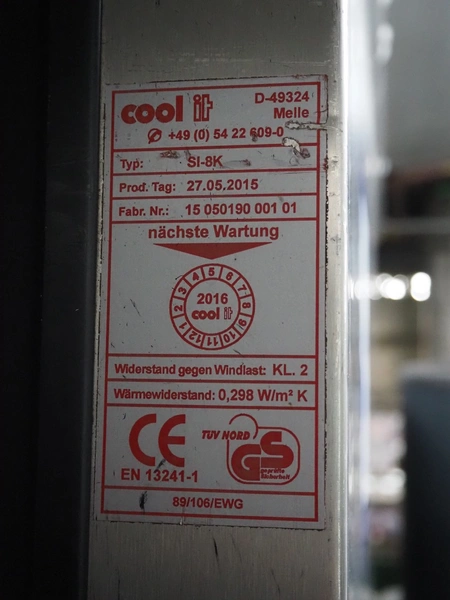 cool it
D-49324
Melle
+49 (0) 54 22 609-0
Typ: SI-8K
Prod. Tag: 27.05.2015
Fabr. Nr.: 15 050190 001 01
nächste Wartung
1 2 3 4 5 6 7 8 9 10 11 12
2016
cool it
Widerstand gegen Windlast: KL. 2
Wärmewiderstand: 0,298 W/m² K
CE
EN 13241-1
TÜV NORD
GS
geprüfte
Sicherheit
89/106/EWG